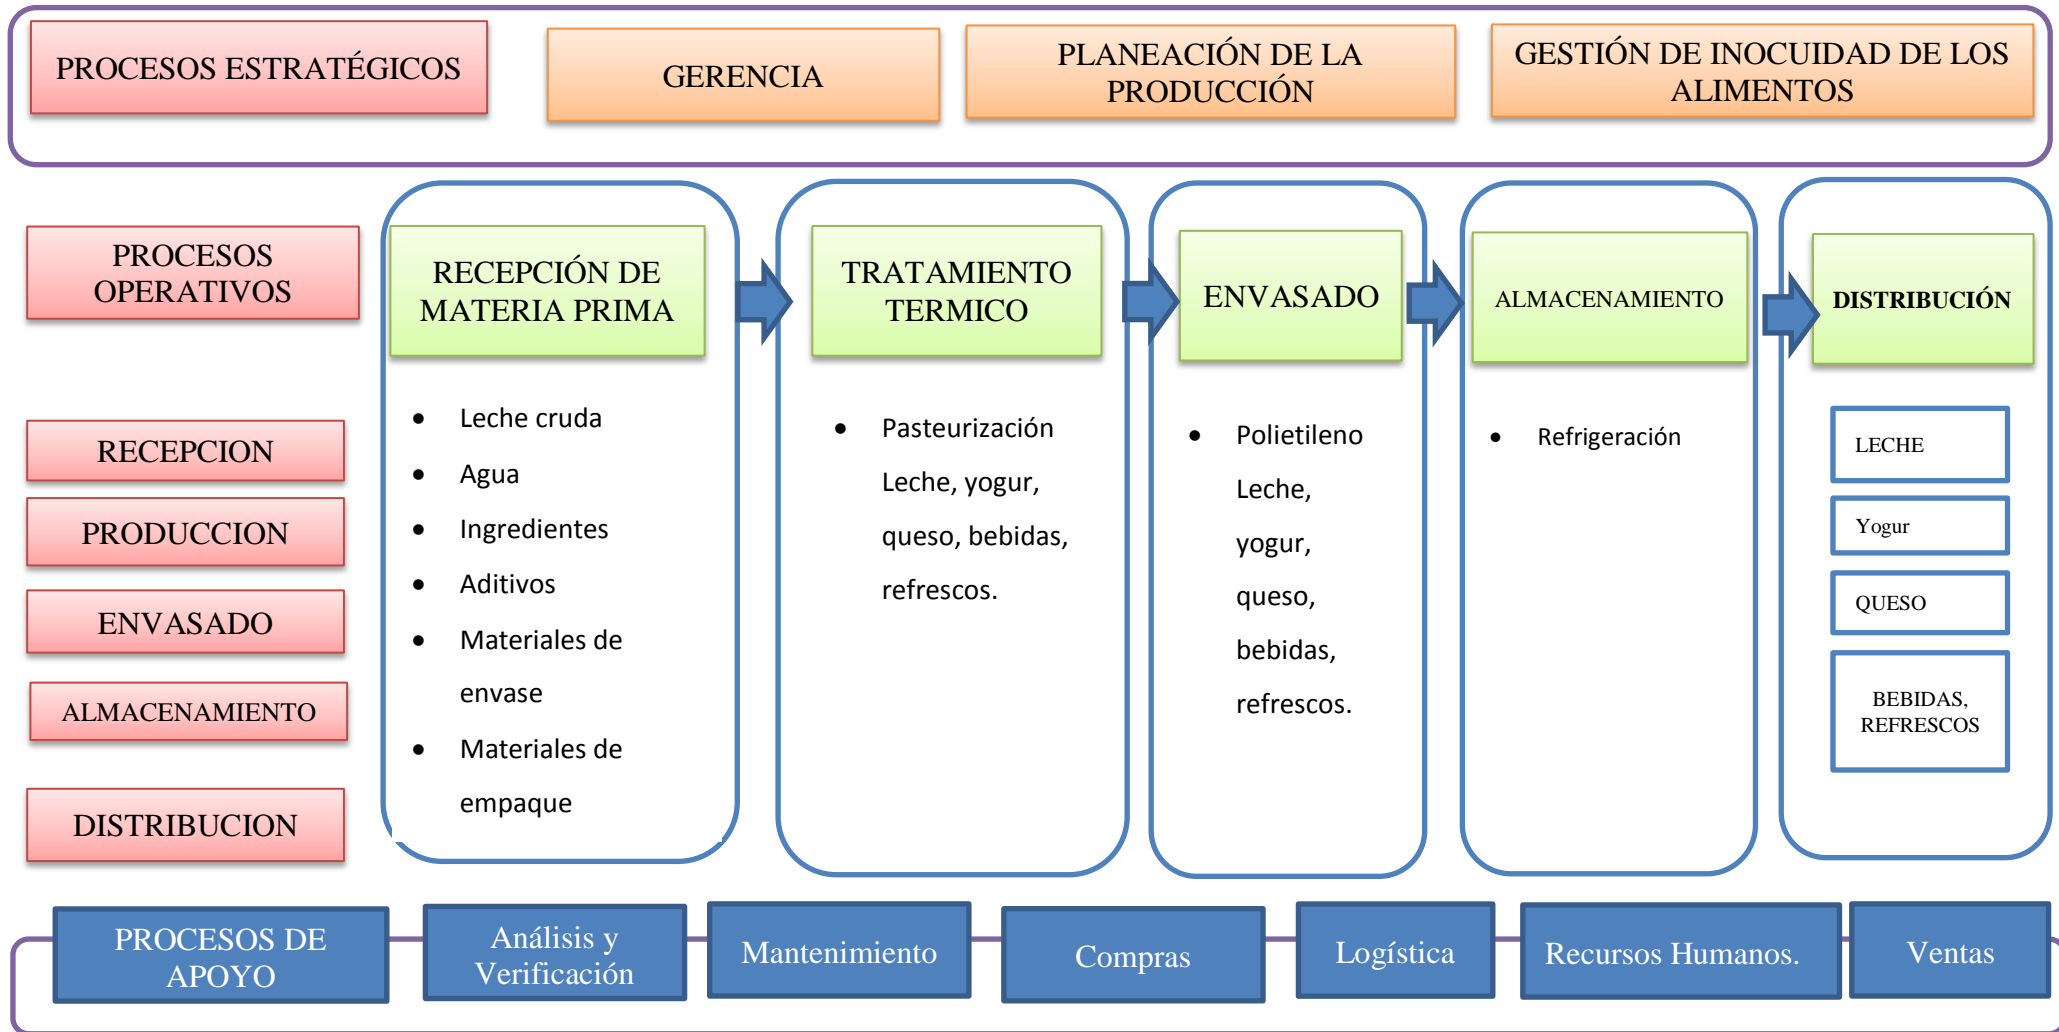 PROCESOS ESTRATÉGICOS
GERENCIA
PLANEACIÓN DE LA
PRODUCCIÓN
GESTIÓN DE INOCUIDAD DE LOS
ALIMENTOS
PROCESOS
OPERATIVOS
RECEPCION
PRODUCCION
ENVASADO
ALMACENAMIENTO
DISTRIBUCION
RECEPCIÓN DE
MATERIA PRIMA
• Leche cruda
• Agua
• Ingredientes
• Aditivos
• Materiales de
envase
• Materiales de
empaque
TRATAMIENTO
TERMICO
• Pasteurización
Leche, yogur,
queso, bebidas,
refrescos.
ENVASADO
• Polietileno
Leche,
yogur,
queso,
bebidas,
refrescos.
ALMACENAMIENTO
• Refrigeración
DISTRIBUCIÓN
LECHE
Yogur
QUESO
BEBIDAS,
REFRESCOS
PROCESOS DE
APOYO
Análisis y
Verificación
Mantenimiento
Compras
Logística
Recursos Humanos.
Ventas